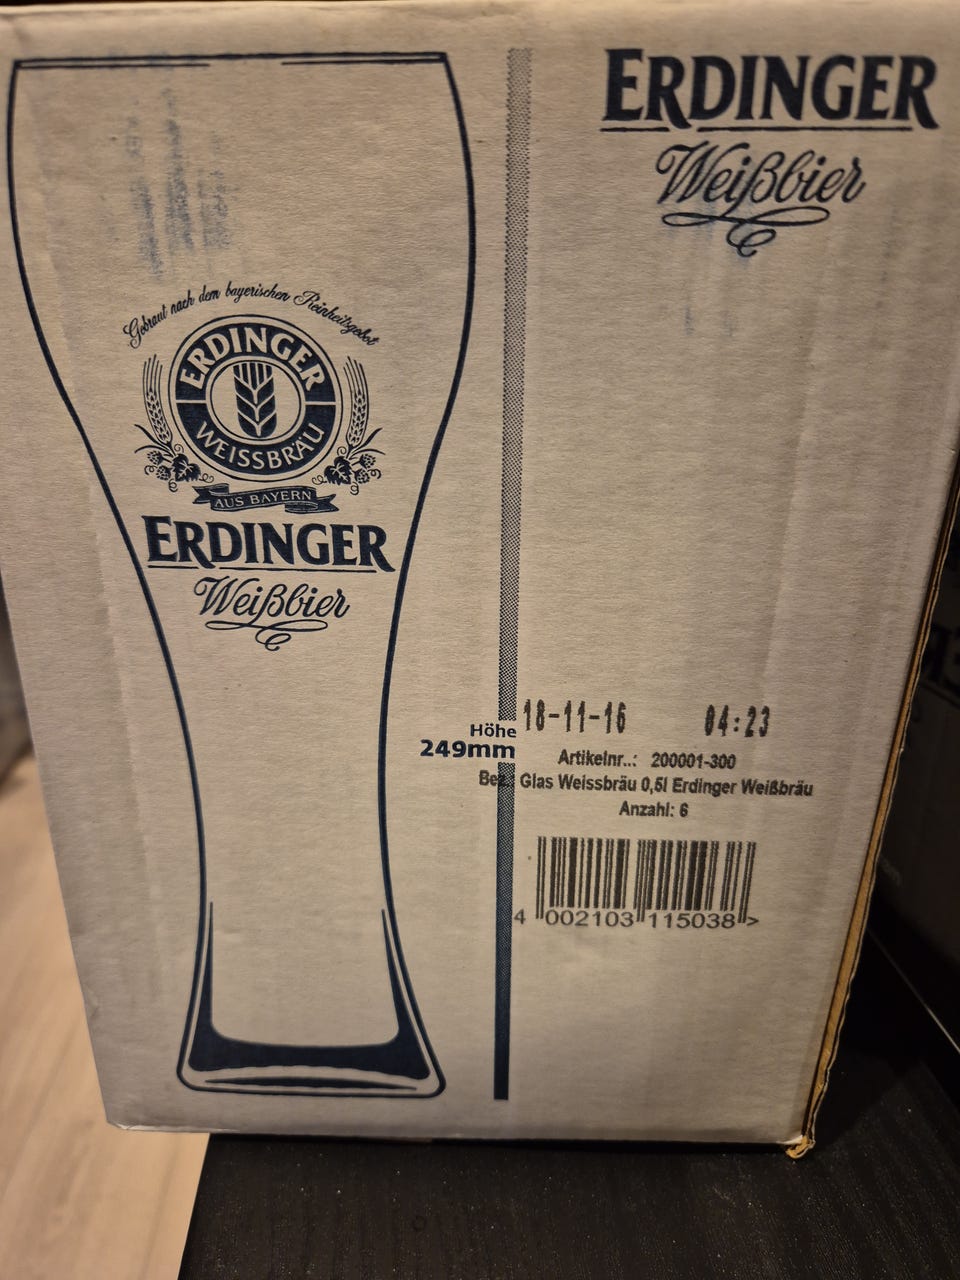 ERDINGER
Weißbier
Gebraut nach dem bayerischen Reinheitsgebot
ERDINGER
WEISSBRÄU
AUS BAYERN
ERDINGER
Weißbier
18-11-16 04:23
Höhe
249mm
Artikelnr..: 200001-300
Bez.: Glas Weissbräu 0,5l Erdinger Weißbräu
Anzahl: 6
4 002103 115038 >